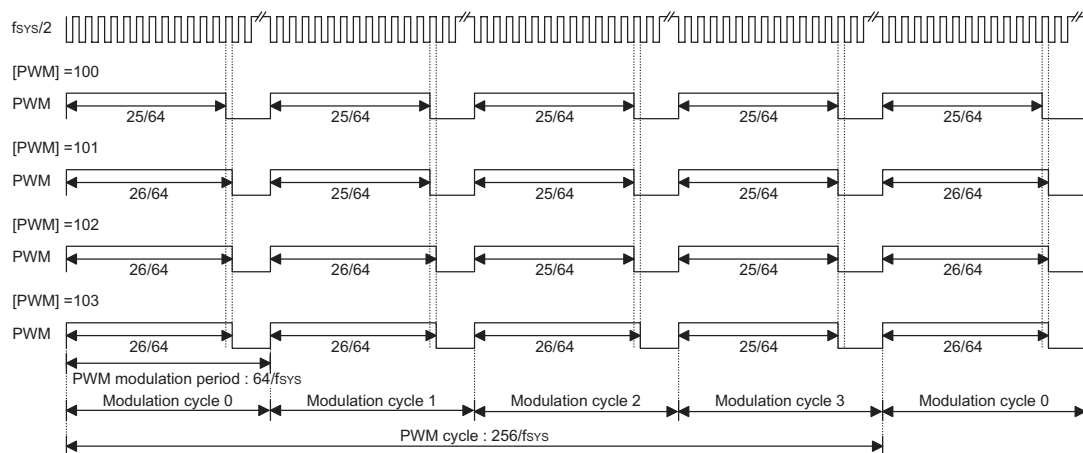 fSYS/2
[PWM] =100
PWM
25/64 25/64 25/64 25/64 25/64
[PWM] =101
PWM
26/64 25/64 25/64 25/64 26/64
[PWM] =102
PWM
26/64 26/64 25/64 25/64 26/64
[PWM] =103
PWM
26/64 26/64 26/64 25/64 26/64
PWM modulation period : 64/fSYS
Modulation cycle 0 Modulation cycle 1 Modulation cycle 2 Modulation cycle 3 Modulation cycle 0
PWM cycle : 256/fSYS